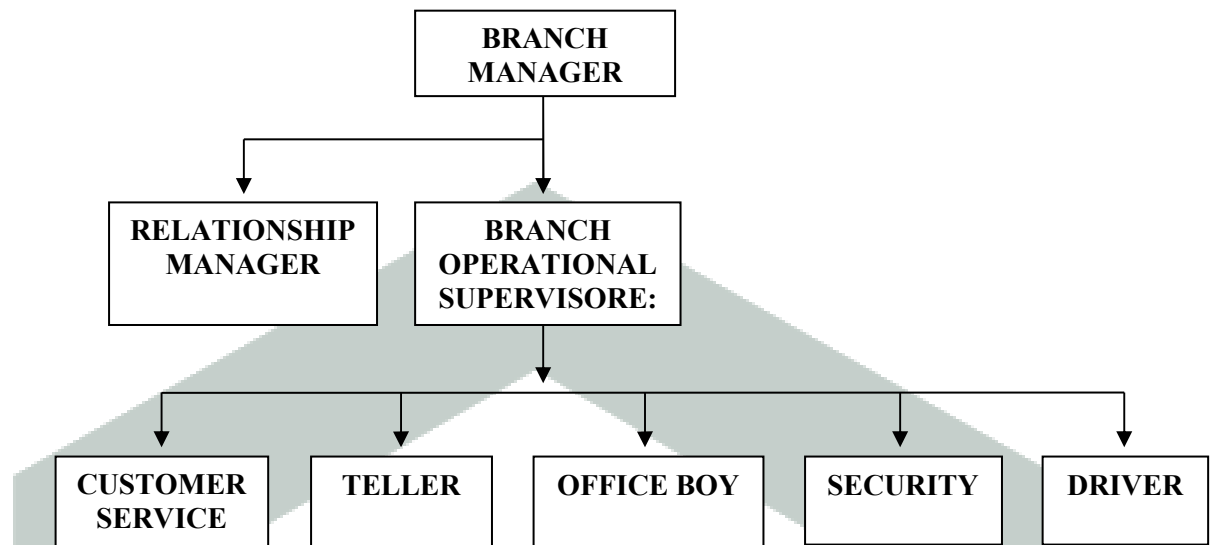 BRANCH
MANAGER
RELATIONSHIP
MANAGER
BRANCH
OPERATIONAL
SUPERVISORE:
CUSTOMER
SERVICE
TELLER
OFFICE BOY
SECURITY
DRIVER